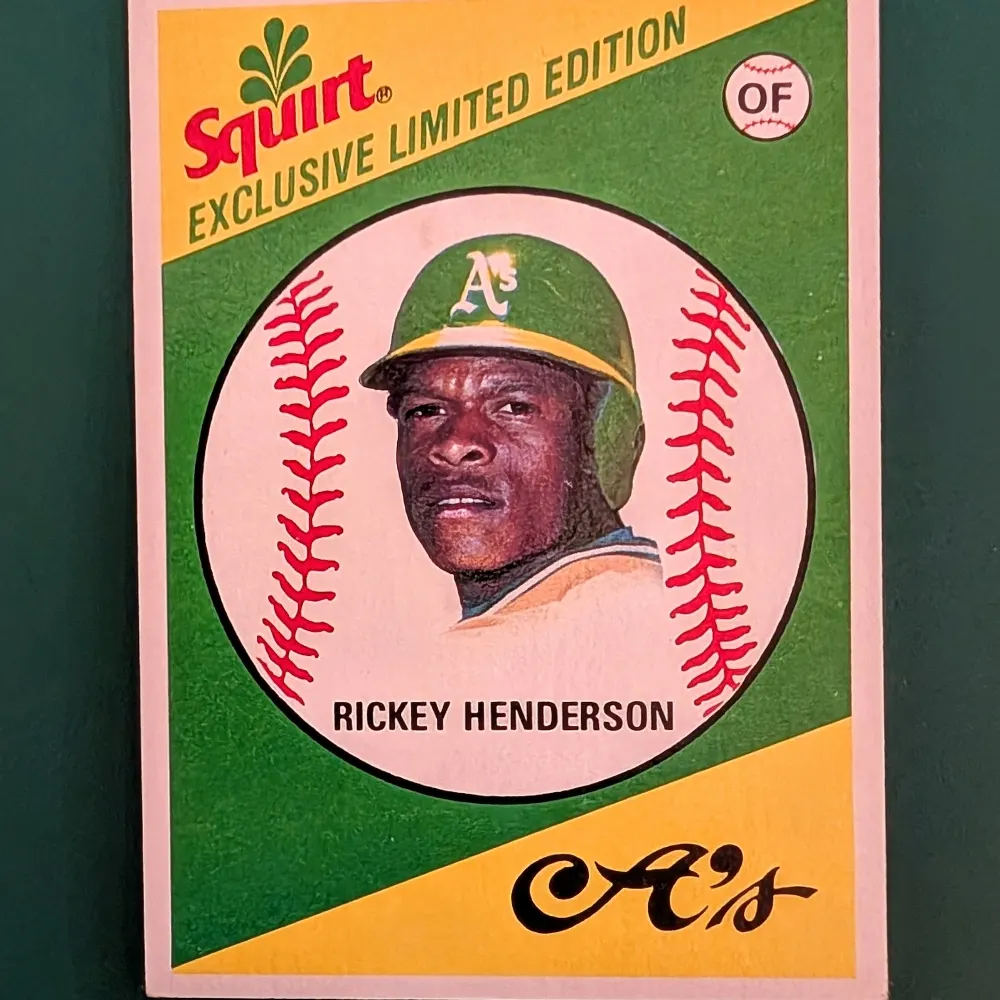 Squirt®
EXCLUSIVE LIMITED EDITION
OF
A's
RICKEY HENDERSON
A's